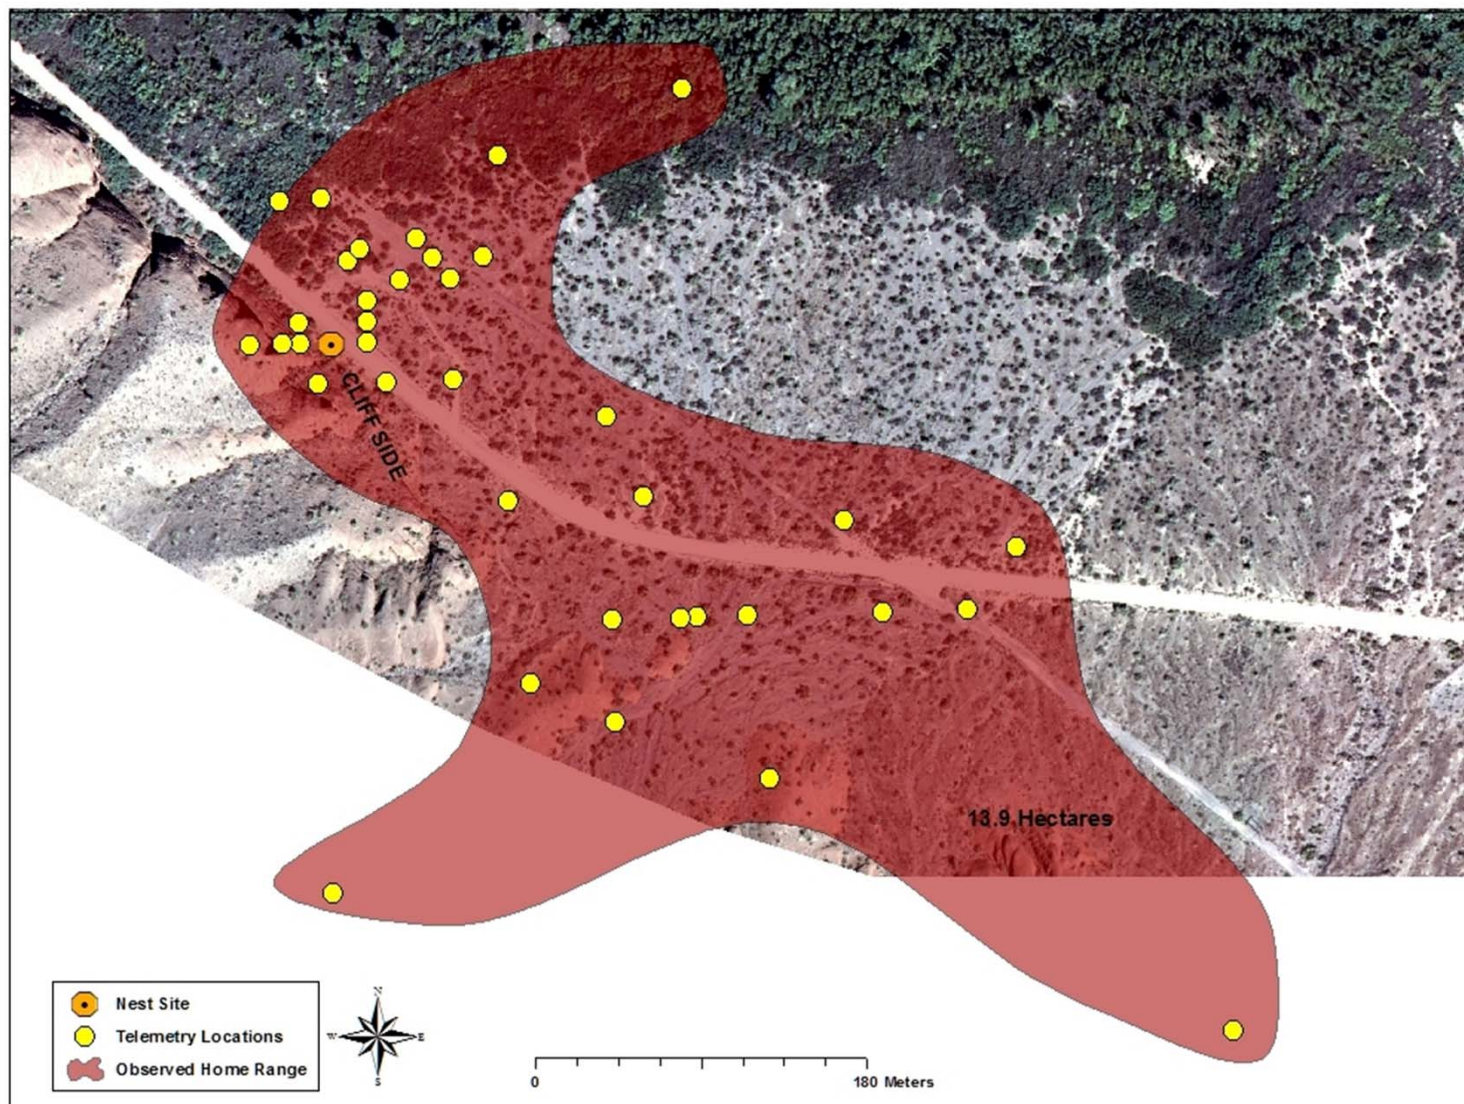 CLIFF SIDE
13.9 Hectares
Nest Site
Telemetry Locations
Observed Home Range
N
W
E
S
0
180 Meters